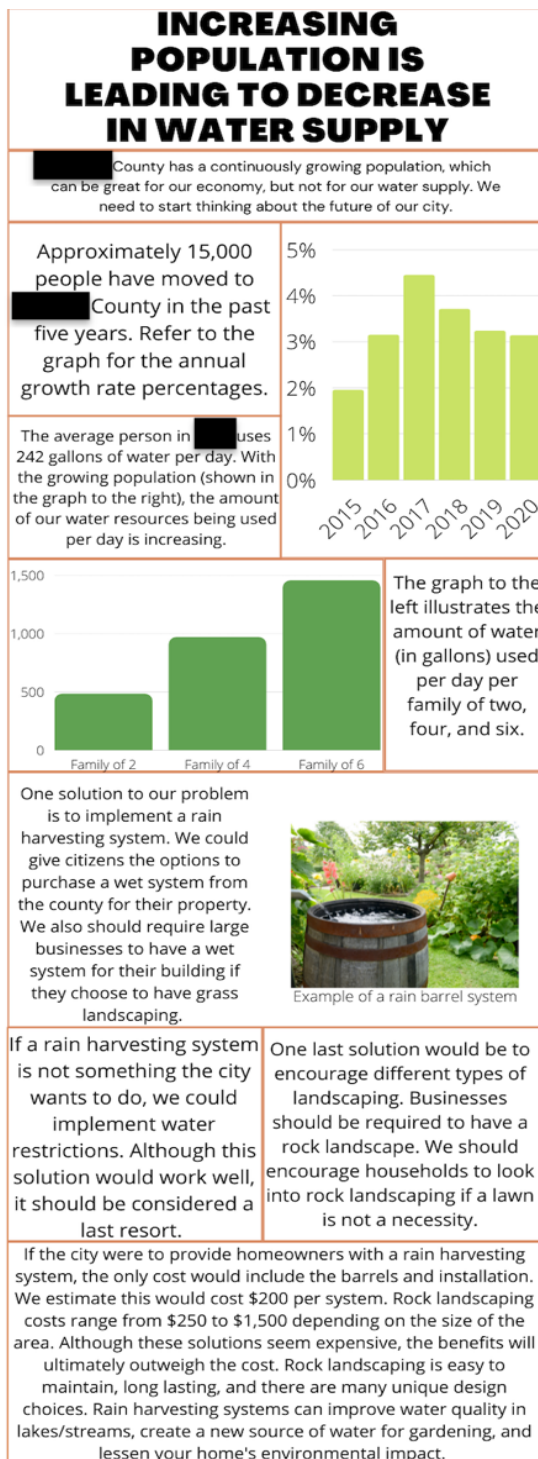 INCREASING
POPULATION IS
LEADING TO DECREASE
IN WATER SUPPLY
County has a continuously growing population, which
can be great for our economy, but not for our water supply. We
need to start thinking about the future of our city.
Approximately 15,000
people have moved to
County in the past
five years. Refer to the
graph for the annual
growth rate percentages.
The average person in uses
242 gallons of water per day. With
the growing population (shown in
the graph to the right), the amount
of our water resources being used
per day is increasing.
5%
4%
3%
2%
1%
0%
2015
2016
2017
2018
2019
2020
1,500
1,000
500
0
Family of 2
Family of 4
Family of 6
The graph to the
left illustrates the
amount of water
(in gallons) used
per day per
family of two,
four, and six.
One solution to our problem
is to implement a rain
harvesting system. We could
give citizens the options to
purchase a wet system from
the county for their property.
We also should require large
businesses to have a wet
system for their building if
they choose to have grass
landscaping.
Example of a rain barrel system
If a rain harvesting system
is not something the city
wants to do, we could
implement water
restrictions. Although this
solution would work well,
it should be considered a
last resort.
One last solution would be to
encourage different types of
landscaping. Businesses
should be required to have a
rock landscape. We should
encourage households to look
into rock landscaping if a lawn
is not a necessity.
If the city were to provide homeowners with a rain harvesting
system, the only cost would include the barrels and installation.
We estimate this would cost $200 per system. Rock landscaping
costs range from $250 to $1,500 depending on the size of the
area. Although these solutions seem expensive, the benefits will
ultimately outweigh the cost. Rock landscaping is easy to
maintain, long lasting, and there are many unique design
choices. Rain harvesting systems can improve water quality in
lakes/streams, create a new source of water for gardening, and
lessen your home's environmental impact.